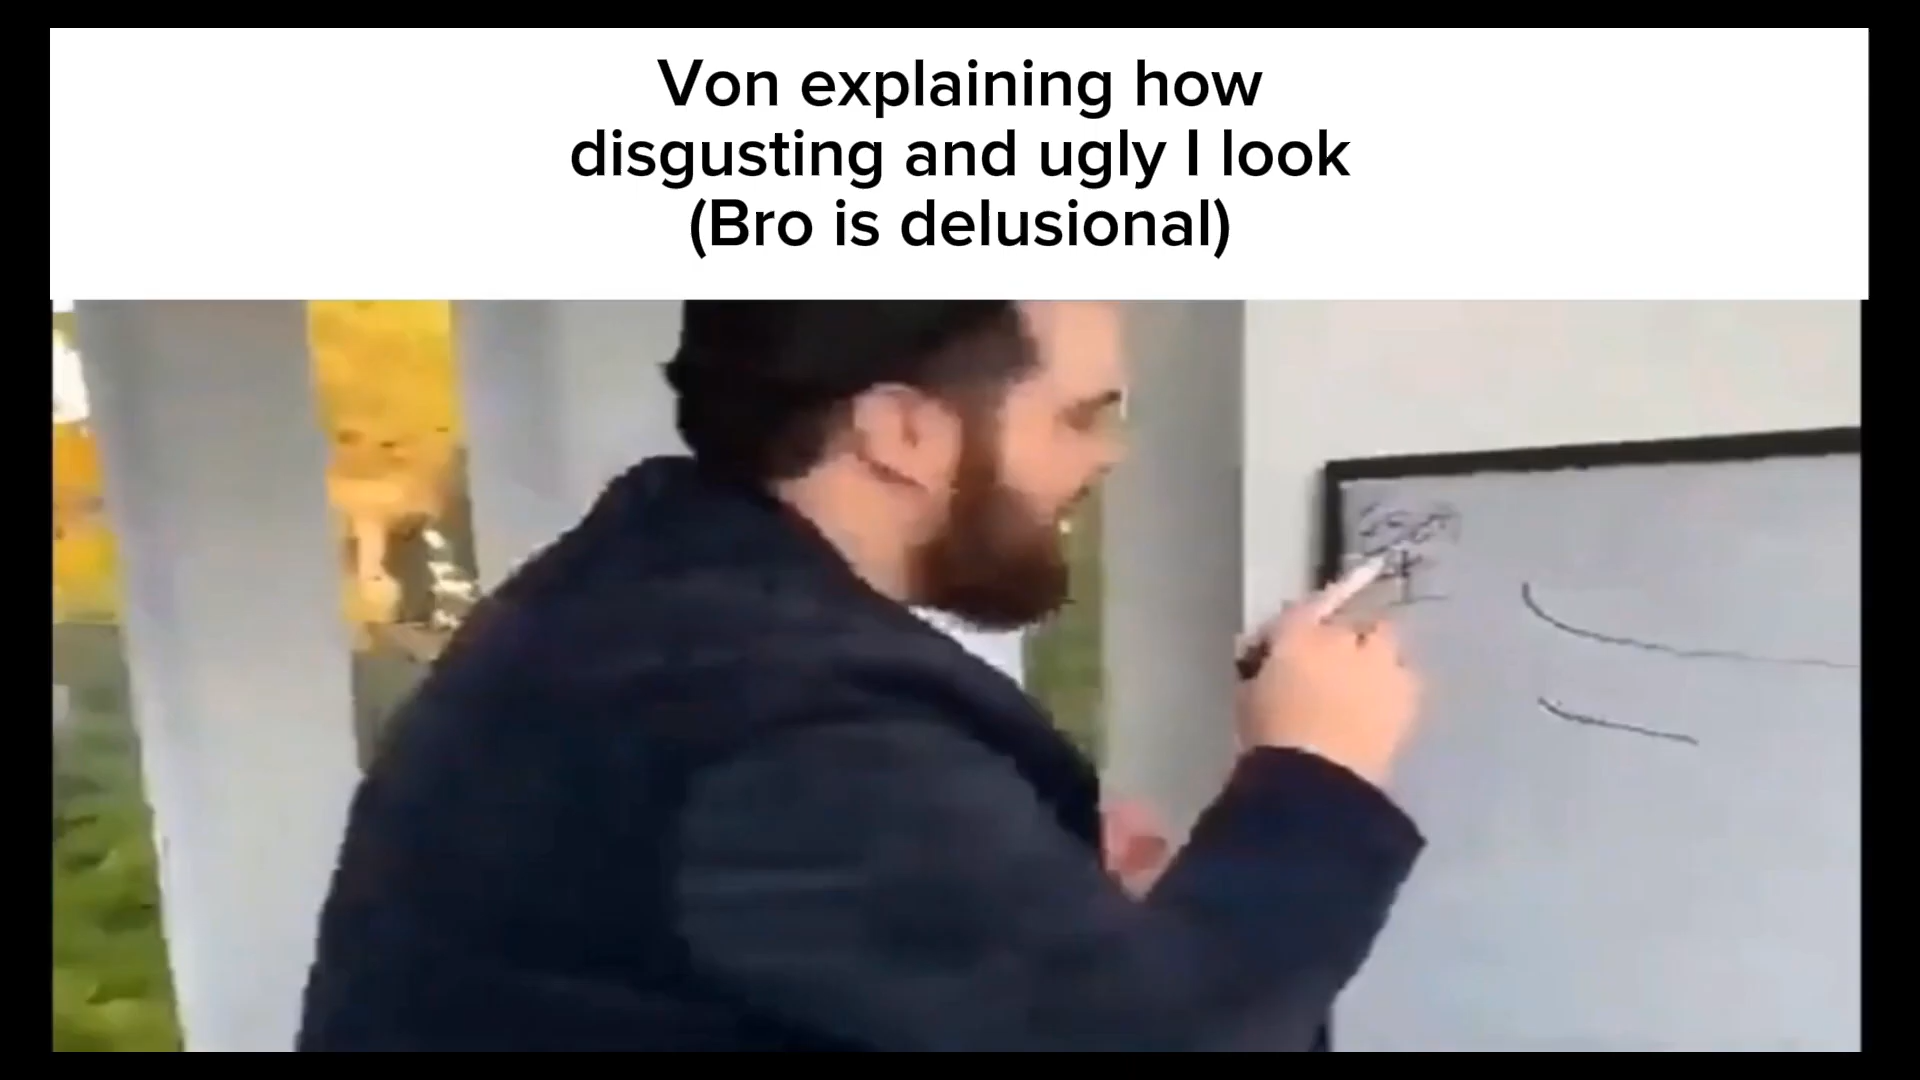 Von explaining how
disgusting and ugly I look
(Bro is delusional)